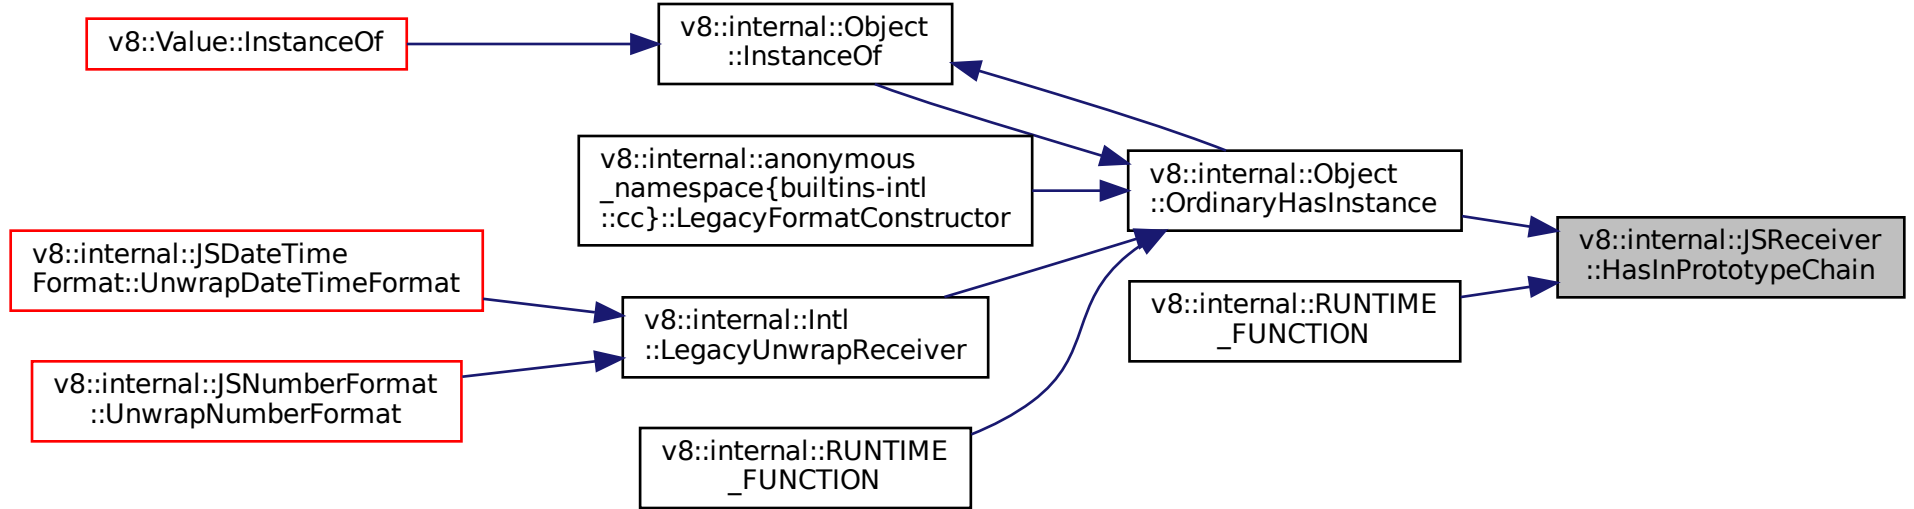 v8::Value::InstanceOf
v8::internal::Object
::InstanceOf
v8::internal::anonymous
_namespace{builtins-intl
::cc}::LegacyFormatConstructor
v8::internal::Object
::OrdinaryHasInstance
v8::internal::JSReceiver
::HasInPrototypeChain
v8::internal::JSDateTime
Format::UnwrapDateTimeFormat
v8::internal::Intl
::LegacyUnwrapReceiver
v8::internal::RUNTIME
_FUNCTION
v8::internal::JSNumberFormat
::UnwrapNumberFormat
v8::internal::RUNTIME
_FUNCTION